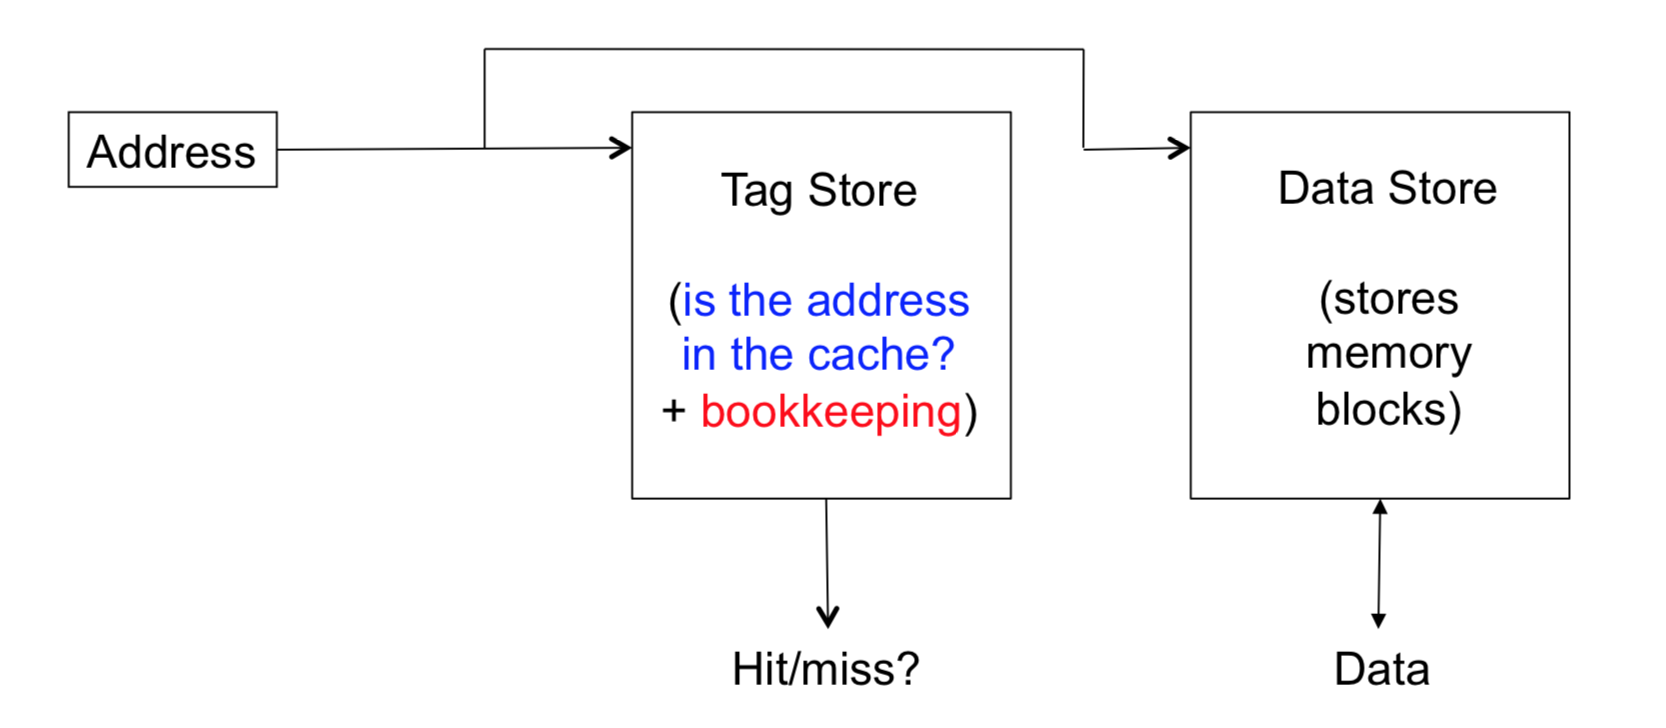 Address
Tag Store
(is the address
in the cache?
+ bookkeeping)
Data Store
(stores
memory
blocks)
Hit/miss?
Data